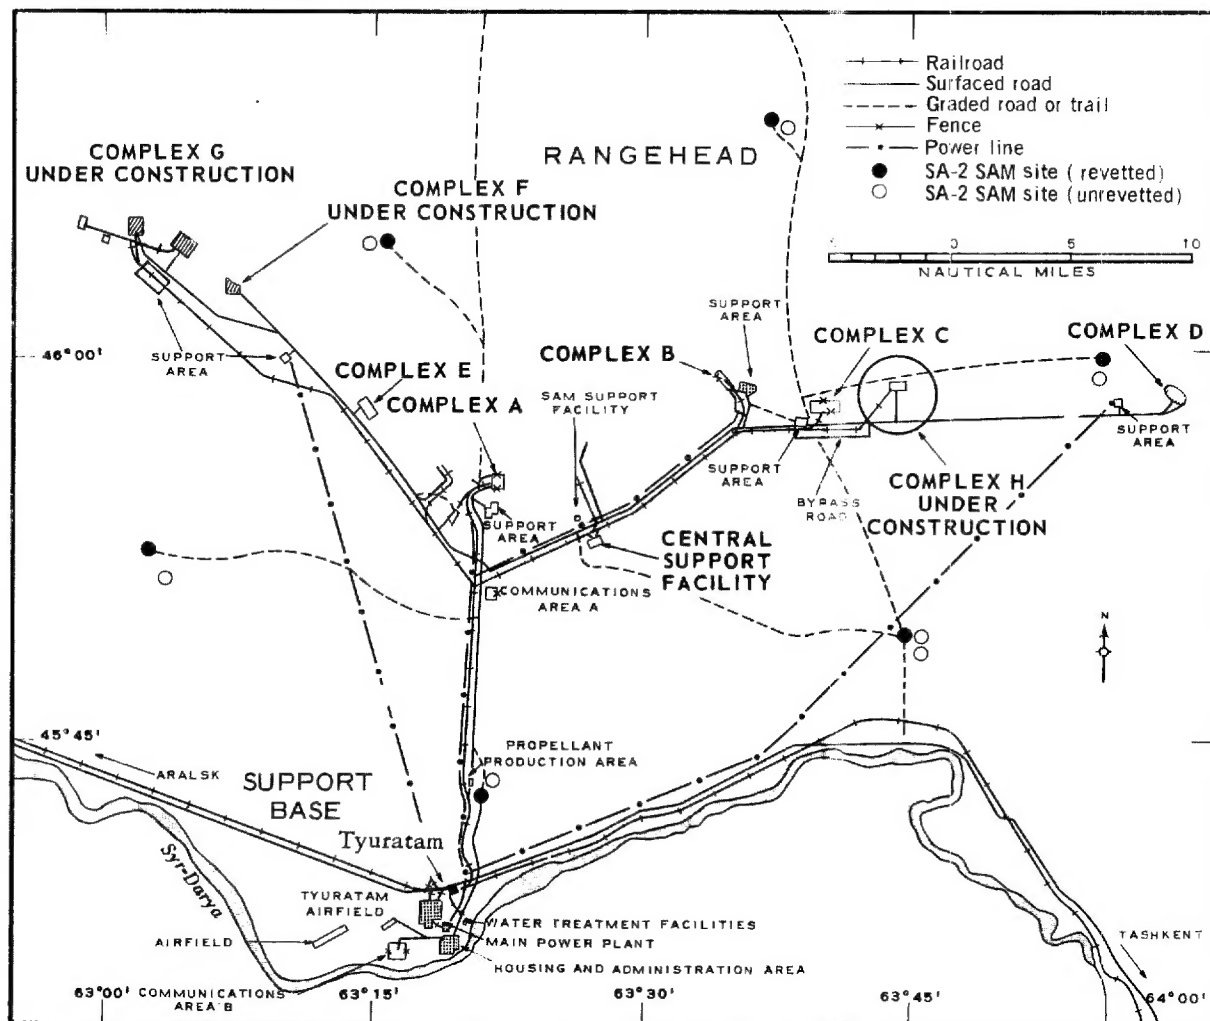 Railroad
Surfaced road
Graded road or trail
Fence
Power line
SA-2 SAM site (revetted)
SA-2 SAM site (unrevetted)
5 0 5 10
NAUTICAL MILES
RANGEHEAD
COMPLEX G
UNDER CONSTRUCTION
COMPLEX F
UNDER CONSTRUCTION
SUPPORT
AREA
COMPLEX C
COMPLEX D
46°00'
SUPPORT
AREA
COMPLEX B
COMPLEX E
COMPLEX A
SAM SUPPORT
FACILITY
SUPPORT
AREA
SUPPORT
AREA
BYPASS
ROAD
COMPLEX H
UNDER
CONSTRUCTION
SUPPORT
AREA
CENTRAL
SUPPORT
FACILITY
COMMUNICATIONS
AREA A
N
45°45'
ARALSK
SUPPORT
BASE
PROPELLANT
PRODUCTION AREA
Tyuratam
Syr-Darya
TYURATAM
AIRFIELD
AIRFIELD
WATER TREATMENT FACILITIES
MAIN POWER PLANT
HOUSING AND ADMINISTRATION AREA
TASHKENT
COMMUNICATIONS
AREA B
63°00' 63°15' 63°30' 63°45' 64°00'